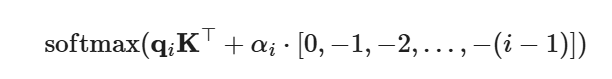 softmax(qᵢK⊤ + αᵢ · [0, −1, −2, . . . , −(i − 1)])